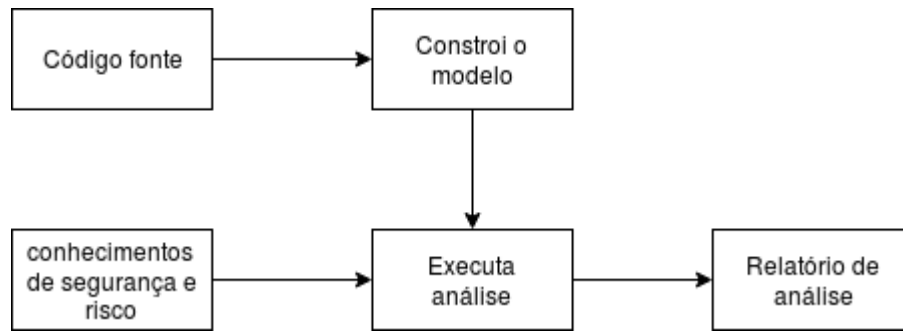 Código fonte
Constroi o
modelo
conhecimentos
de segurança e
risco
Executa
análise
Relatório de
análise